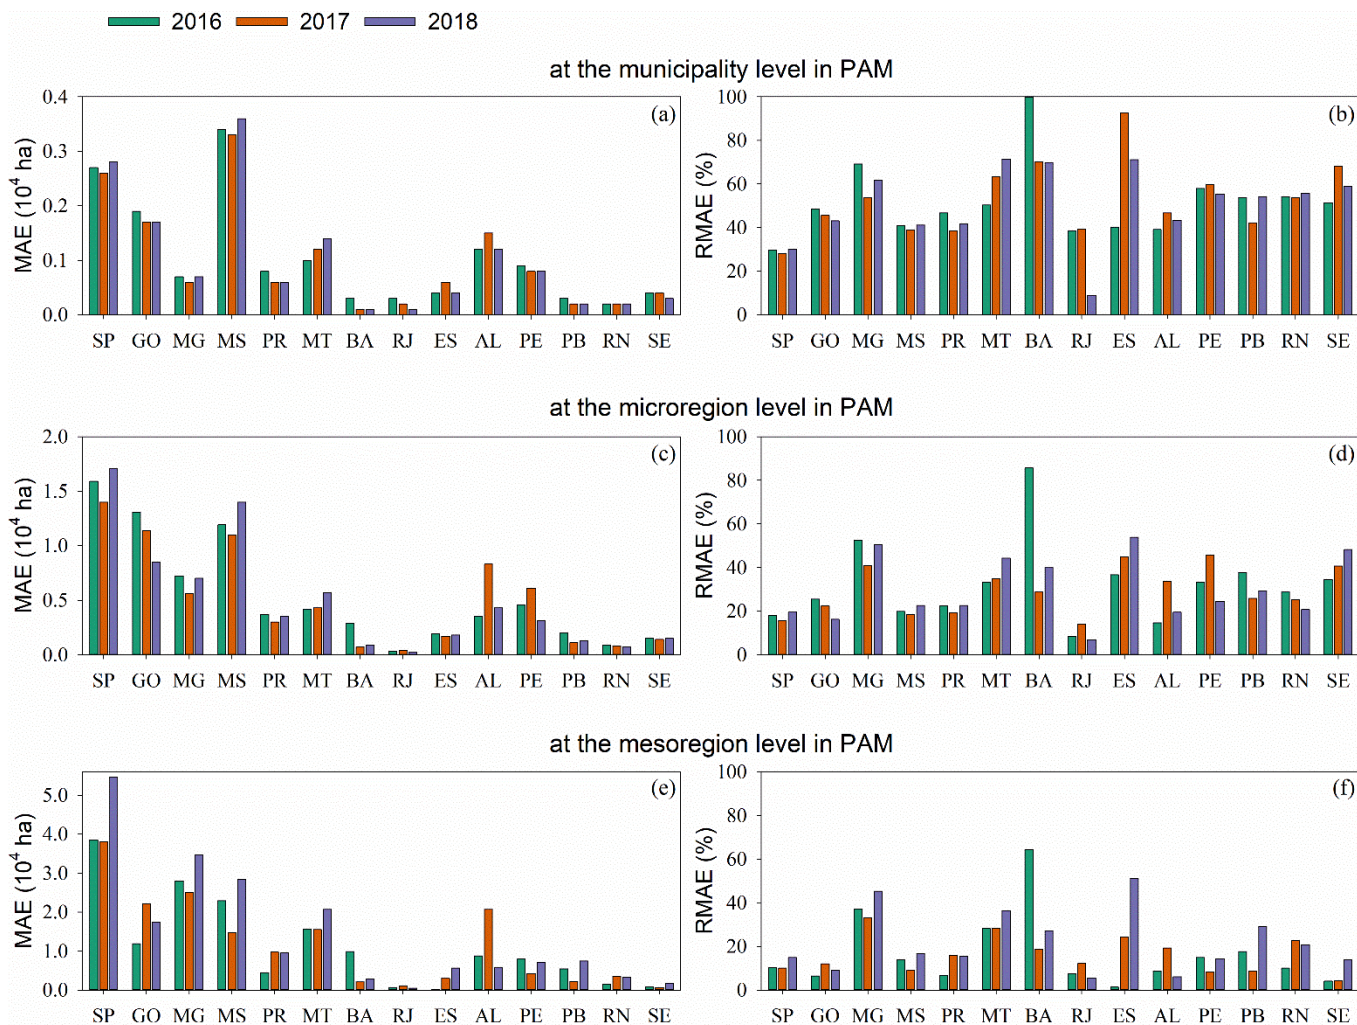 2016 2017 2018
at the municipality level in PAM
MAE (10⁴ ha)
0.4
0.3
0.2
0.1
0.0
(a)
SP GO MG MS PR MT BA RJ ES AL PE PB RN SE
RMAE (%)
100
80
60
40
20
0
(b)
SP GO MG MS PR MT BA RJ ES AL PE PB RN SE
at the microregion level in PAM
MAE (10⁴ ha)
2.0
1.5
1.0
0.5
0.0
(c)
SP GO MG MS PR MT BA RJ ES AL PE PB RN SE
RMAE (%)
100
80
60
40
20
0
(d)
SP GO MG MS PR MT BA RJ ES AL PE PB RN SE
at the mesoregion level in PAM
MAE (10⁴ ha)
5.0
4.0
3.0
2.0
1.0
0.0
(e)
SP GO MG MS PR MT BA RJ ES AL PE PB RN SE
RMAE (%)
100
80
60
40
20
0
(f)
SP GO MG MS PR MT BA RJ ES AL PE PB RN SE